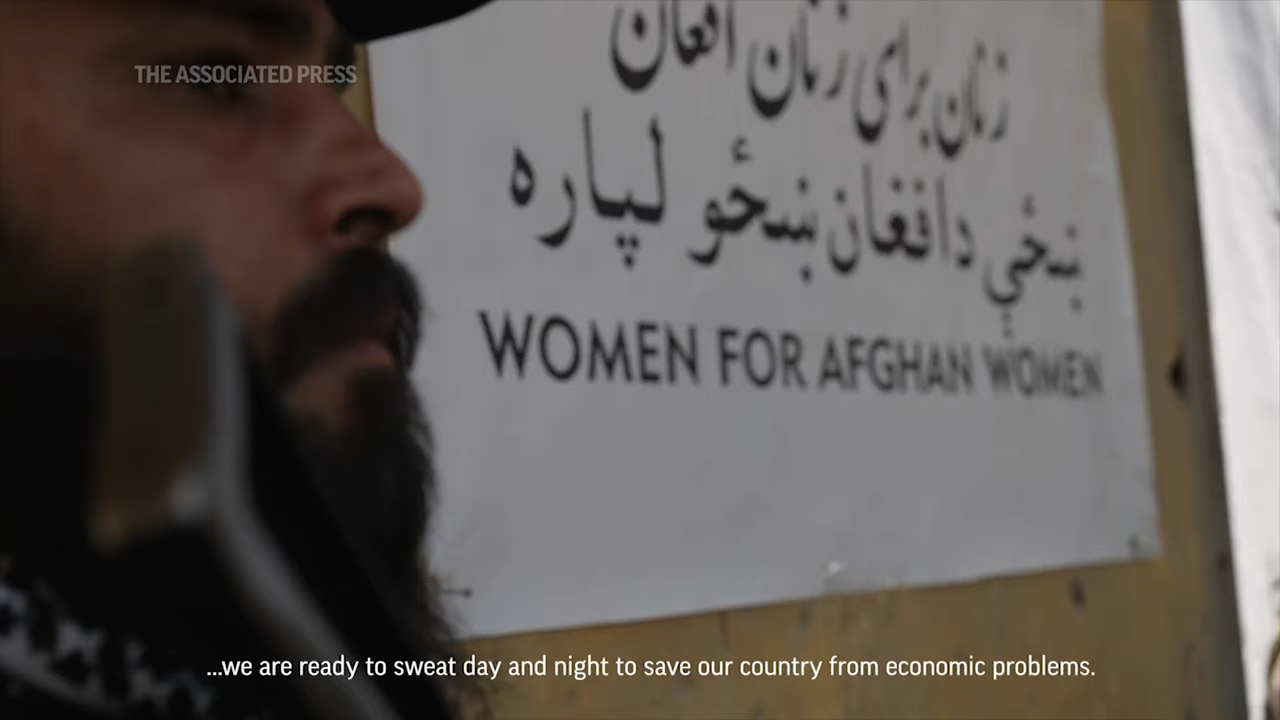 THE ASSOCIATED PRESS
زنان برای زنان افغان
ښځې دافغان ښځو لپاره
WOMEN FOR AFGHAN WOMEN
...we are ready to sweat day and night to save our country from economic problems.